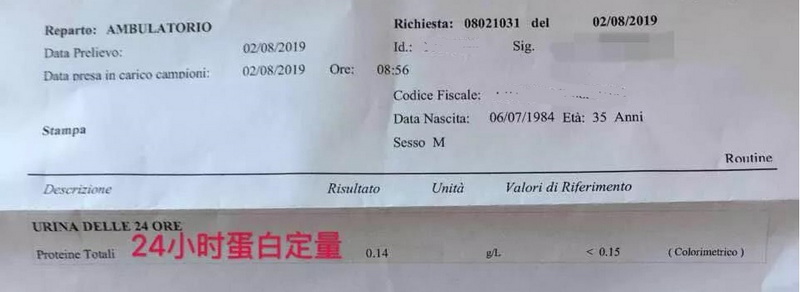 Reparto: AMBULATORIO
Data Prelievo: 02/08/2019
Data presa in carico campioni: 02/08/2019 Ore: 08:56
Stampa
Richiesta: 08021031 del 02/08/2019
Id.: Sig.
Codice Fiscale:
Data Nascita: 06/07/1984 Età: 35 Anni
Sesso M
Routine
Descrizione Risultato Unità Valori di Riferimento
URINA DELLE 24 ORE
Proteine Totali 24小时蛋白定量 0.14 g/L < 0.15 ( Colorimetrico )